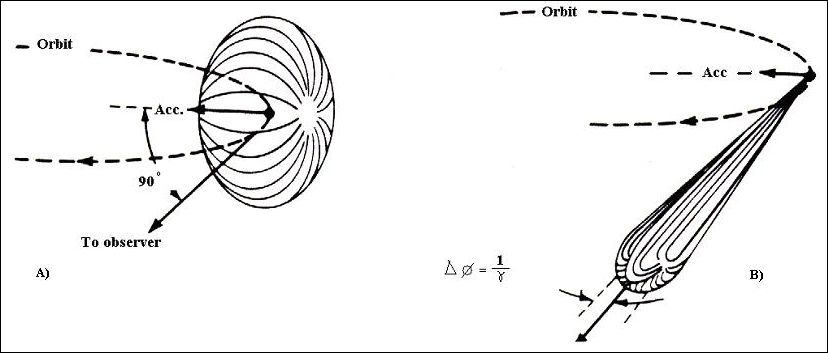 Orbit
Acc.
90°
To observer
A)
Orbit
Acc
Δ ø = 1/γ
B)